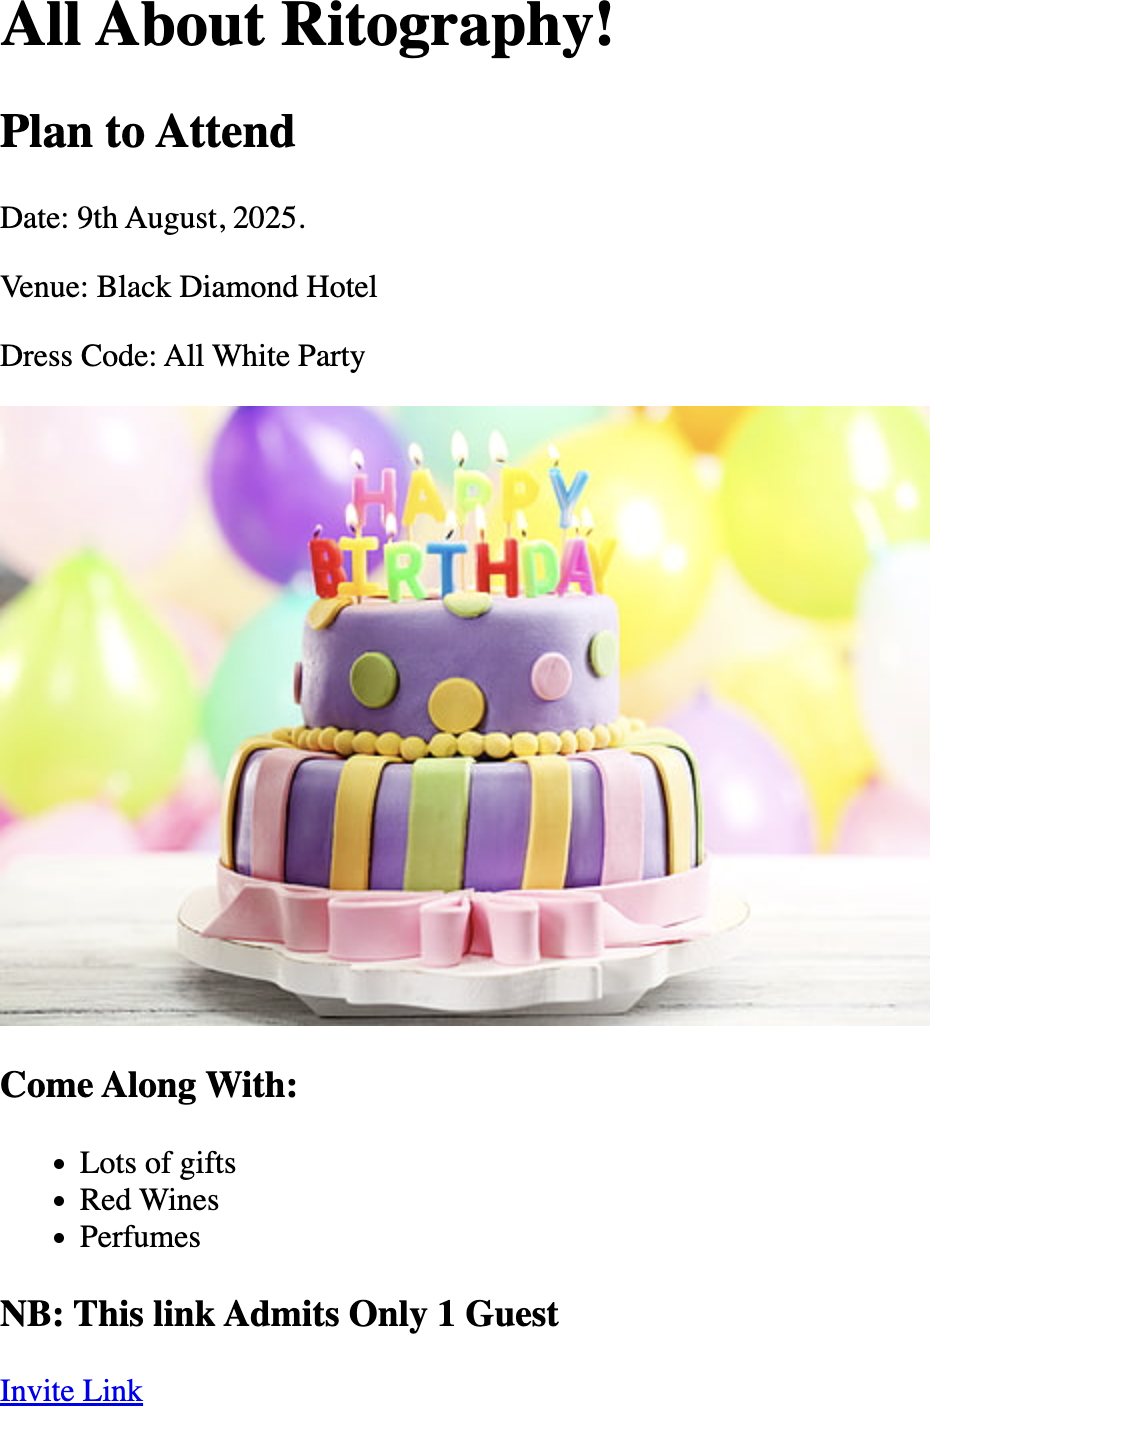 All About Ritography!
Plan to Attend
Date: 9th August, 2025.
Venue: Black Diamond Hotel
Dress Code: All White Party
HAPPY
BIRTHDAY
Come Along With:
• Lots of gifts
• Red Wines
• Perfumes
NB: This link Admits Only 1 Guest
Invite Link